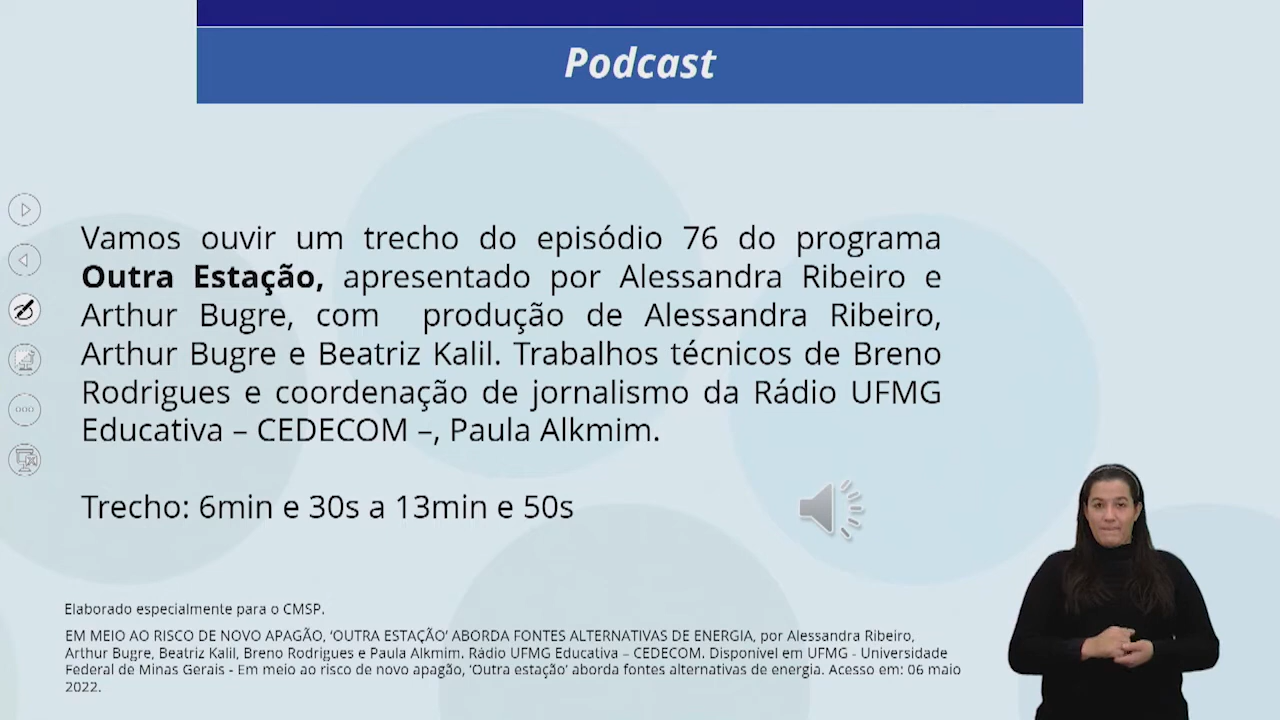 Podcast
Vamos ouvir um trecho do episódio 76 do programa
Outra Estação, apresentado por Alessandra Ribeiro e
Arthur Bugre, com produção de Alessandra Ribeiro,
Arthur Bugre e Beatriz Kalil. Trabalhos técnicos de Breno
Rodrigues e coordenação de jornalismo da Rádio UFMG
Educativa – CEDECOM –, Paula Alkmim.
Trecho: 6min e 30s a 13min e 50s
Elaborado especialmente para o CMSP.
EM MEIO AO RISCO DE NOVO APAGÃO, ‘OUTRA ESTAÇÃO’ ABORDA FONTES ALTERNATIVAS DE ENERGIA, por Alessandra Ribeiro,
Arthur Bugre, Beatriz Kalil, Breno Rodrigues e Paula Alkmim. Rádio UFMG Educativa – CEDECOM. Disponível em UFMG - Universidade
Federal de Minas Gerais - Em meio ao risco de novo apagão, ‘Outra estação’ aborda fontes alternativas de energia. Acesso em: 06 maio
2022.